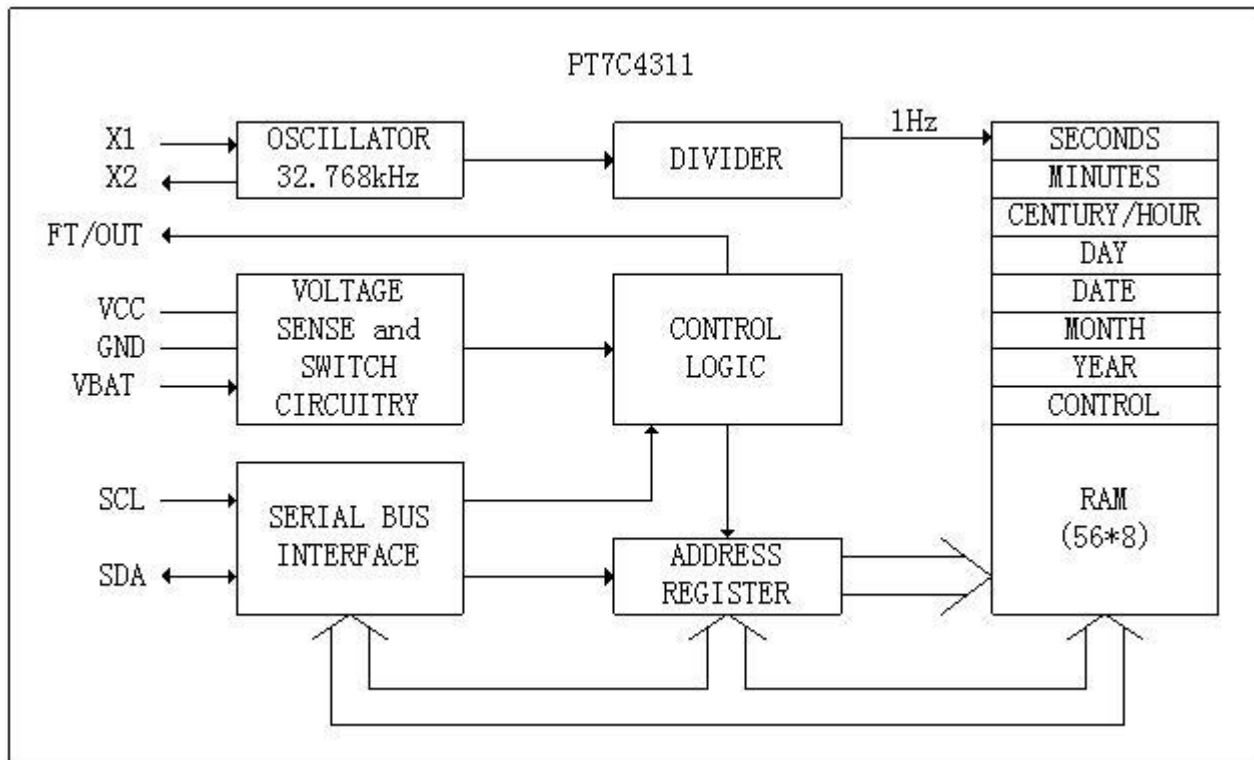 PT7C4311
X1
X2
FT/OUT
VCC
GND
VBAT
SCL
SDA
OSCILLATOR
32.768kHz
DIVIDER
1Hz
VOLTAGE
SENSE and
SWITCH
CIRCUITRY
CONTROL
LOGIC
SERIAL BUS
INTERFACE
ADDRESS
REGISTER
SECONDS
MINUTES
CENTURY/HOUR
DAY
DATE
MONTH
YEAR
CONTROL
RAM
(56*8)